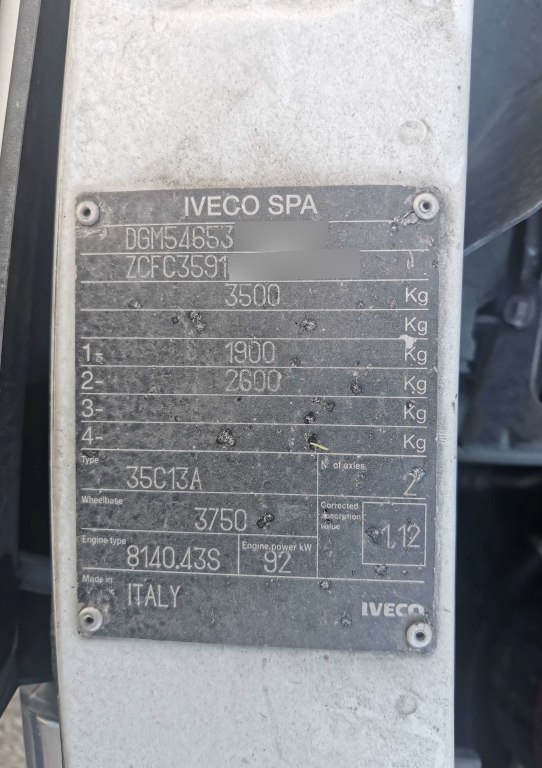 IVECO SPA
DGM54653
ZCFC3591
3500 Kg
Kg
1- 1900 Kg
2- 2600 Kg
3- Kg
4- Kg
Type 35C13A
N° of axles 2
Wheelbase 3750
Corrected absorption value 1,12
Engine type 8140.43S
Engine power kW 92
Made in ITALY
IVECO